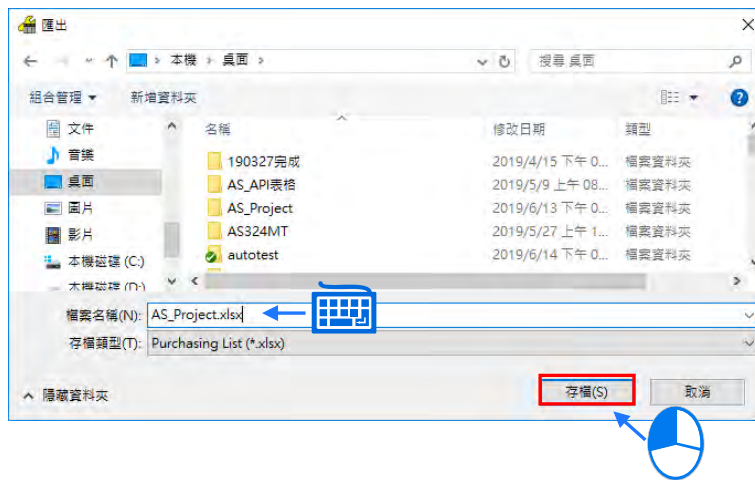 匯出
本機 › 桌面 ›
搜尋 桌面
組合管理 新增資料夾
名稱 修改日期 類型
文件
音樂
桌面
圖片
影片
本機磁碟 (C:)
本機磁碟 (D:)
190327完成 2019/4/15 下午 0... 檔案資料夾
AS_API表格 2019/5/9 上午 08... 檔案資料夾
AS_Project 2019/6/13 下午 0... 檔案資料夾
AS324MT 2019/5/27 上午 1... 檔案資料夾
autotest 2019/6/14 下午 0... 檔案資料夾
檔案名稱(N): AS_Project.xlsx
存檔類型(T): Purchasing List (*.xlsx)
隱藏資料夾 存檔(S) 取消